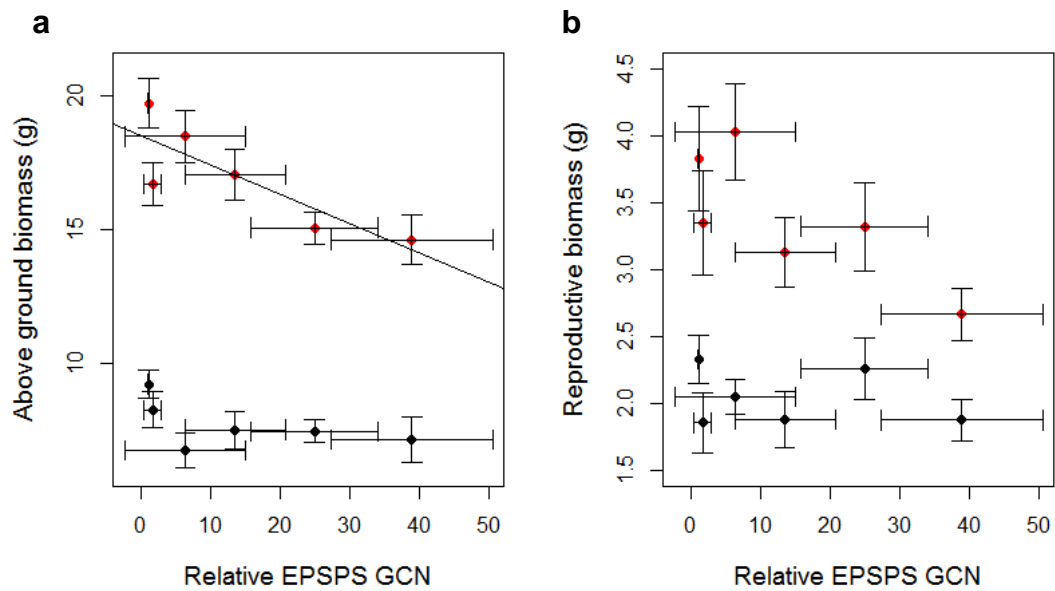 a
Above ground biomass (g)
20
15
10
0 10 20 30 40 50
Relative EPSPS GCN
b
Reproductive biomass (g)
4.5
4.0
3.5
3.0
2.5
2.0
1.5
0 10 20 30 40 50
Relative EPSPS GCN